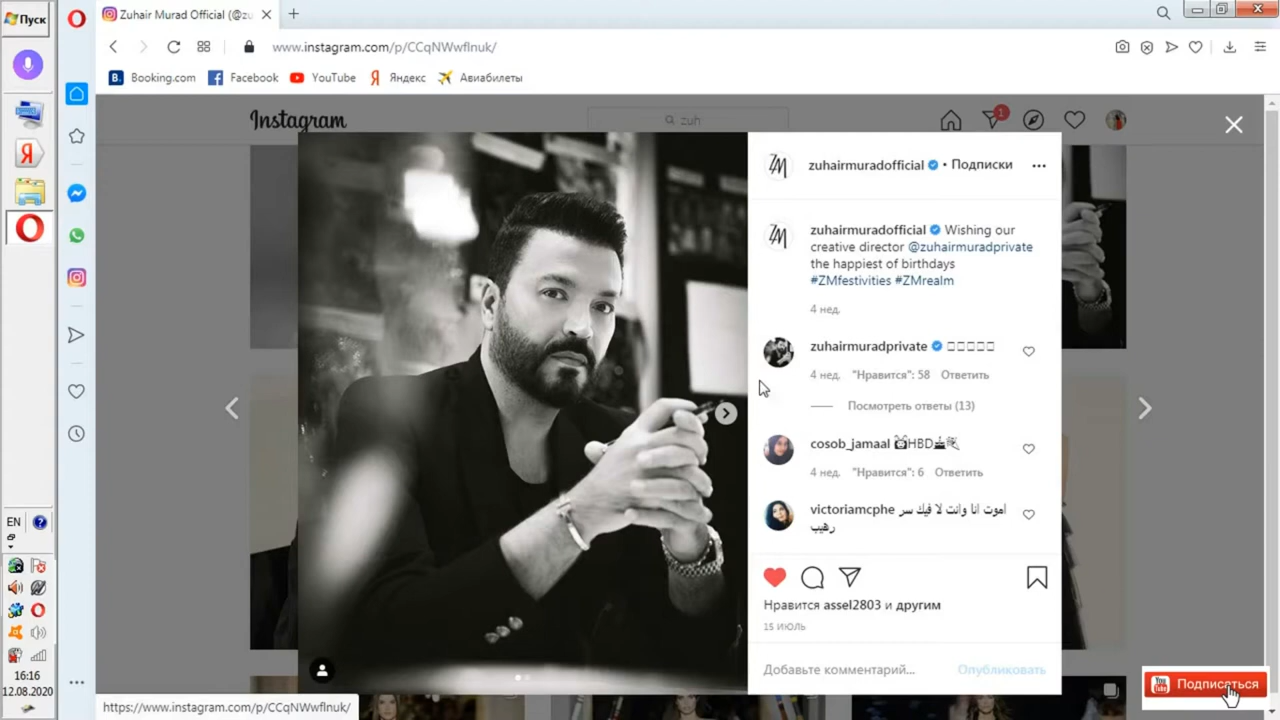 Пуск
Zuhair Murad Official (@zu
www.instagram.com/p/CCqNWwflnuk/
Booking.com
Facebook
YouTube
Яндекс
Авиабилеты
Instagram
zuh
1
zuhairmuradofficial • Подписки
zuhairmuradofficial Wishing our
creative director @zuhairmuradprivate
the happiest of birthdays
#ZMfestivities #ZMrealm
4 нед.
zuhairmuradprivate
4 нед. "Нравится": 58 Ответить
Посмотреть ответы (13)
cosob_jamaal HBD
4 нед. "Нравится": 6 Ответить
victoriamcphe اموت انا وانت لا فيك سر
رهيب
Нравится assel2803 и другим
15 ИЮЛЬ
Добавьте комментарий... Опубликовать
EN
16:16
12.08.2020
https://www.instagram.com/p/CCqNWwflnuk/
You Tube Подписаться